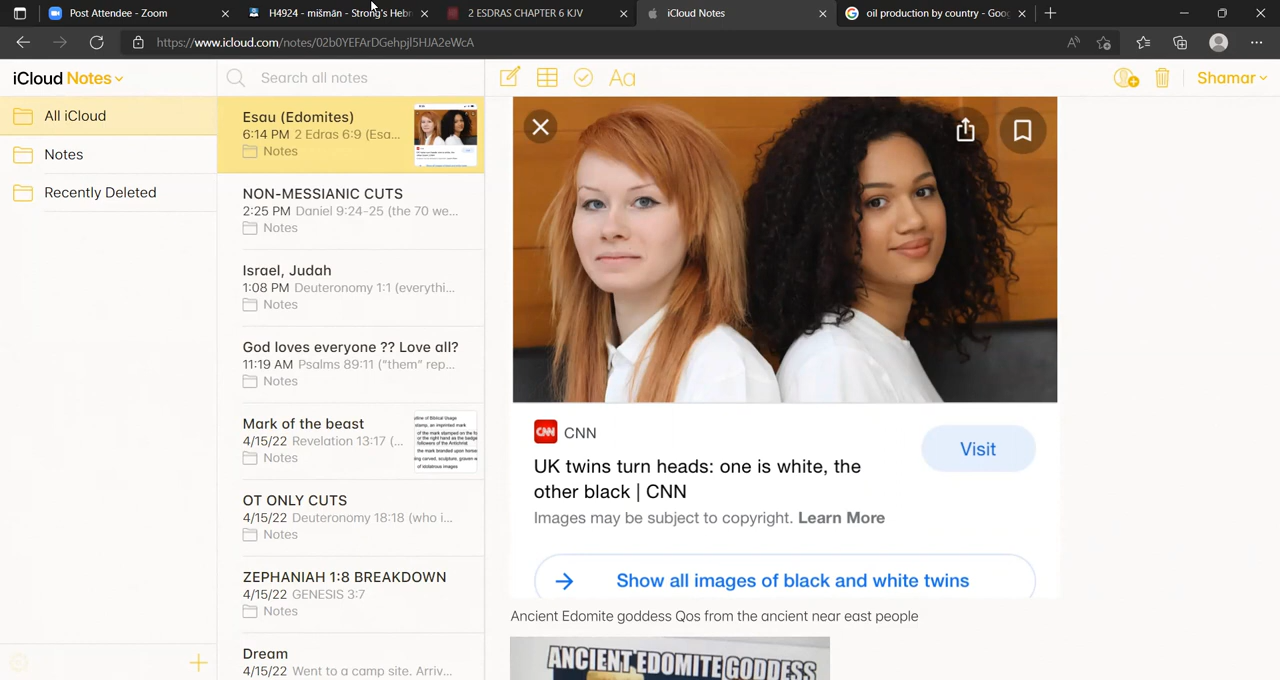 Post Attendee - Zoom
H4924 - mišmān - Strong's Hebr
2 ESDRAS CHAPTER 6 KJV
iCloud Notes
oil production by country - Goog
https://www.icloud.com/notes/02b0YEFArDGehpjl5HJA2eWcA
iCloud Notes
Search all notes
Aa
Shamar
All iCloud
Notes
Recently Deleted
Esau (Edomites)
6:14 PM 2 Edras 6:9 (Esa...
Notes
NON-MESSIANIC CUTS
2:25 PM Daniel 9:24-25 (the 70 we...
Notes
Israel, Judah
1:08 PM Deuteronomy 1:1 (everythi...
Notes
God loves everyone ?? Love all?
11:19 AM Psalms 89:11 ("them" rep...
Notes
Mark of the beast
4/15/22 Revelation 13:17 (...
Notes
OT ONLY CUTS
4/15/22 Deuteronomy 18:18 (who i...
Notes
ZEPHANIAH 1:8 BREAKDOWN
4/15/22 GENESIS 3:7
Notes
Dream
4/15/22 Went to a camp site. Arriv...
CNN
CNN
Visit
UK twins turn heads: one is white, the
other black | CNN
Images may be subject to copyright. Learn More
Show all images of black and white twins
Ancient Edomite goddess Qos from the ancient near east people
ANCIENT EDOMITE GODDESS